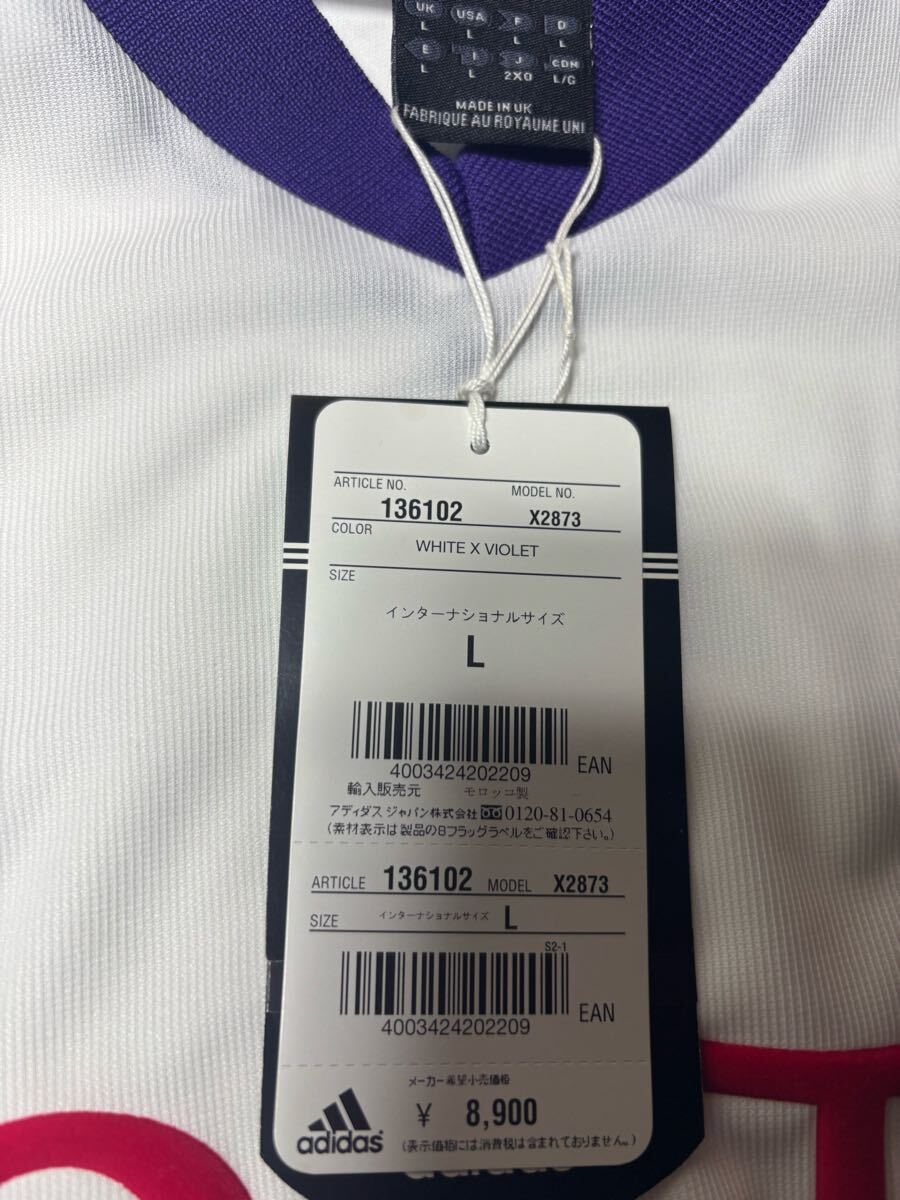 UK USA F D
L L L L
E I J CDN
L L 2XO L/G
MADE IN UK
FABRIQUE AU ROYAUME UNI
ARTICLE NO. MODEL NO.
136102 X2873
COLOR
WHITE X VIOLET
SIZE
インターナショナルサイズ
L
4003424202209 EAN
輸入販売元 モロッコ製
アディダス ジャパン株式会社 0120-81-0654
(素材表示は製品の8フラッグラベルをご確認下さい。)
ARTICLE 136102 MODEL X2873
SIZE インターナショナルサイズ L
S2-1
4003424202209 EAN
メーカー希望小売価格
¥ 8,900
adidas
(表示価格には消費税は含まれておりません。)